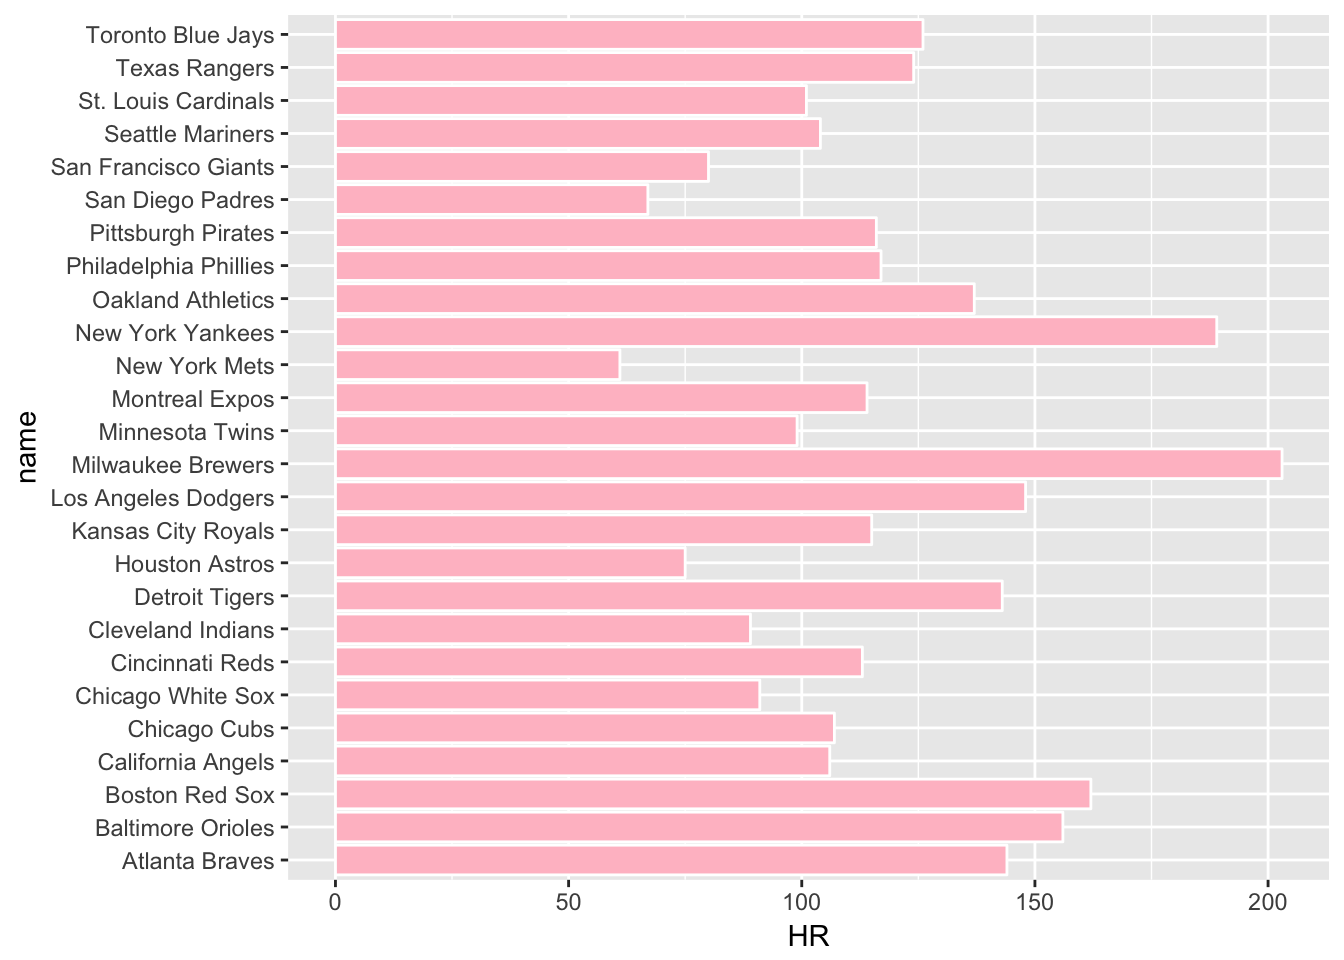 Toronto Blue Jays
Texas Rangers
St. Louis Cardinals
Seattle Mariners
San Francisco Giants
San Diego Padres
Pittsburgh Pirates
Philadelphia Phillies
Oakland Athletics
New York Yankees
New York Mets
Montreal Expos
Minnesota Twins
Milwaukee Brewers
Los Angeles Dodgers
Kansas City Royals
Houston Astros
Detroit Tigers
Cleveland Indians
Cincinnati Reds
Chicago White Sox
Chicago Cubs
California Angels
Boston Red Sox
Baltimore Orioles
Atlanta Braves
name
0 50 100 150 200
HR